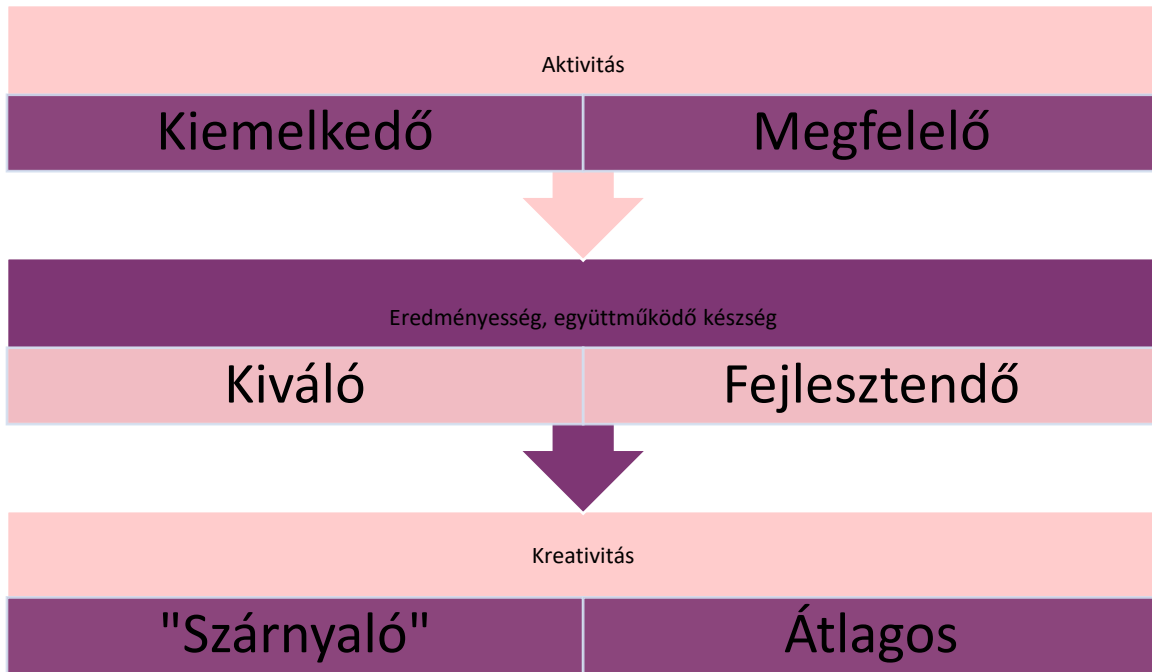 Aktivitás
Kiemelkedő Megfelelő
Eredményesség, együttműködő készség
Kiváló Fejlesztendő
Kreativitás
"Szárnyaló" Átlagos